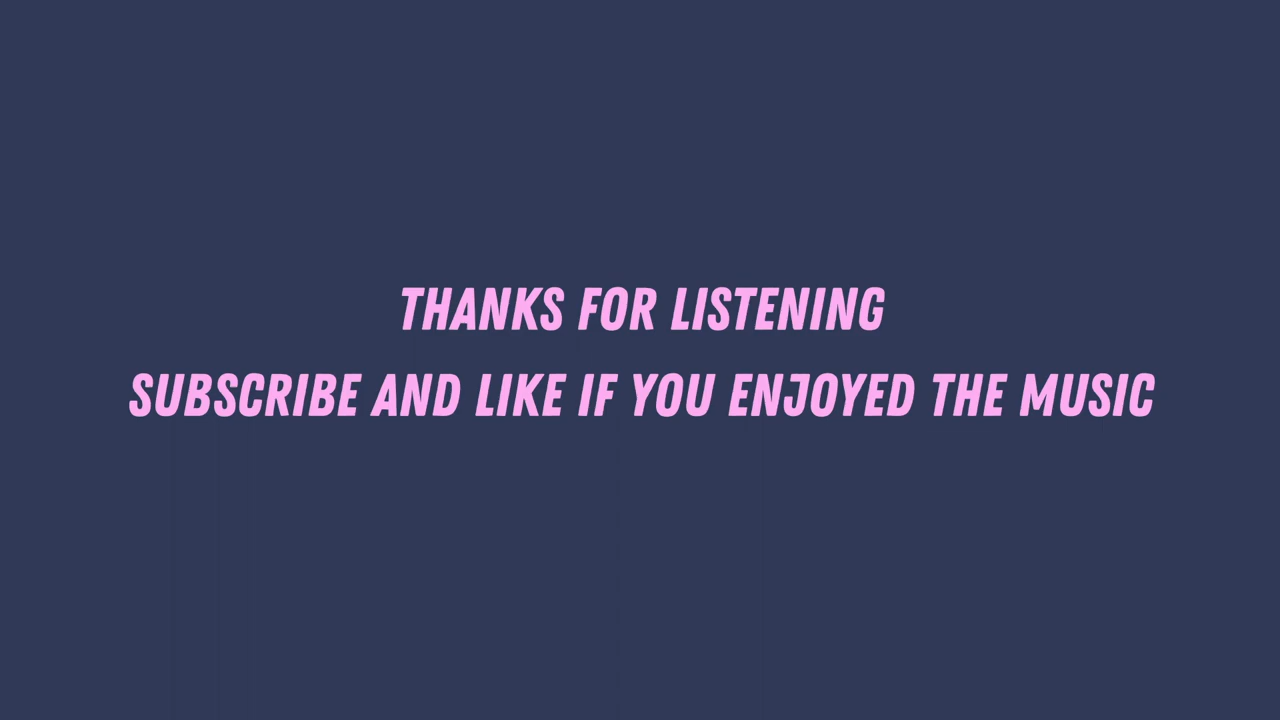 THANKS FOR LISTENING
SUBSCRIBE AND LIKE IF YOU ENJOYED THE MUSIC